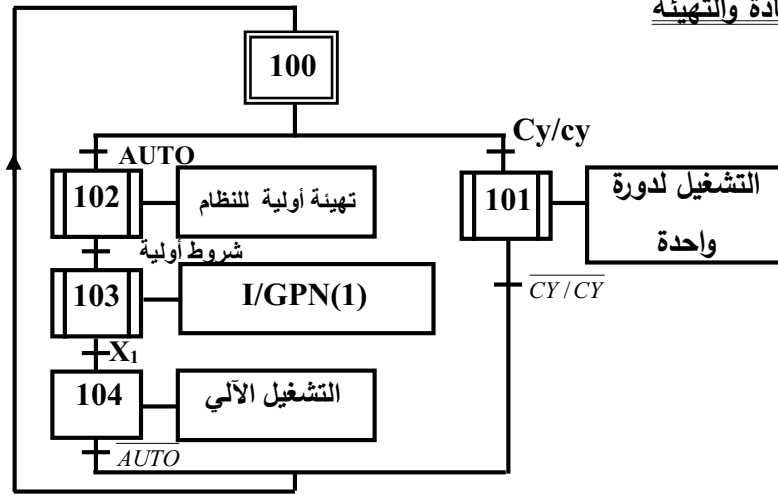 والتهيئة
100
Cy/cy
AUTO
102
تهيئة أولية للنظام
101
التشغيل لدورة
واحدة
شروط أولية
103
I/GPN(1)
CY / CY
X₁
104
التشغيل الآلي
AUTO